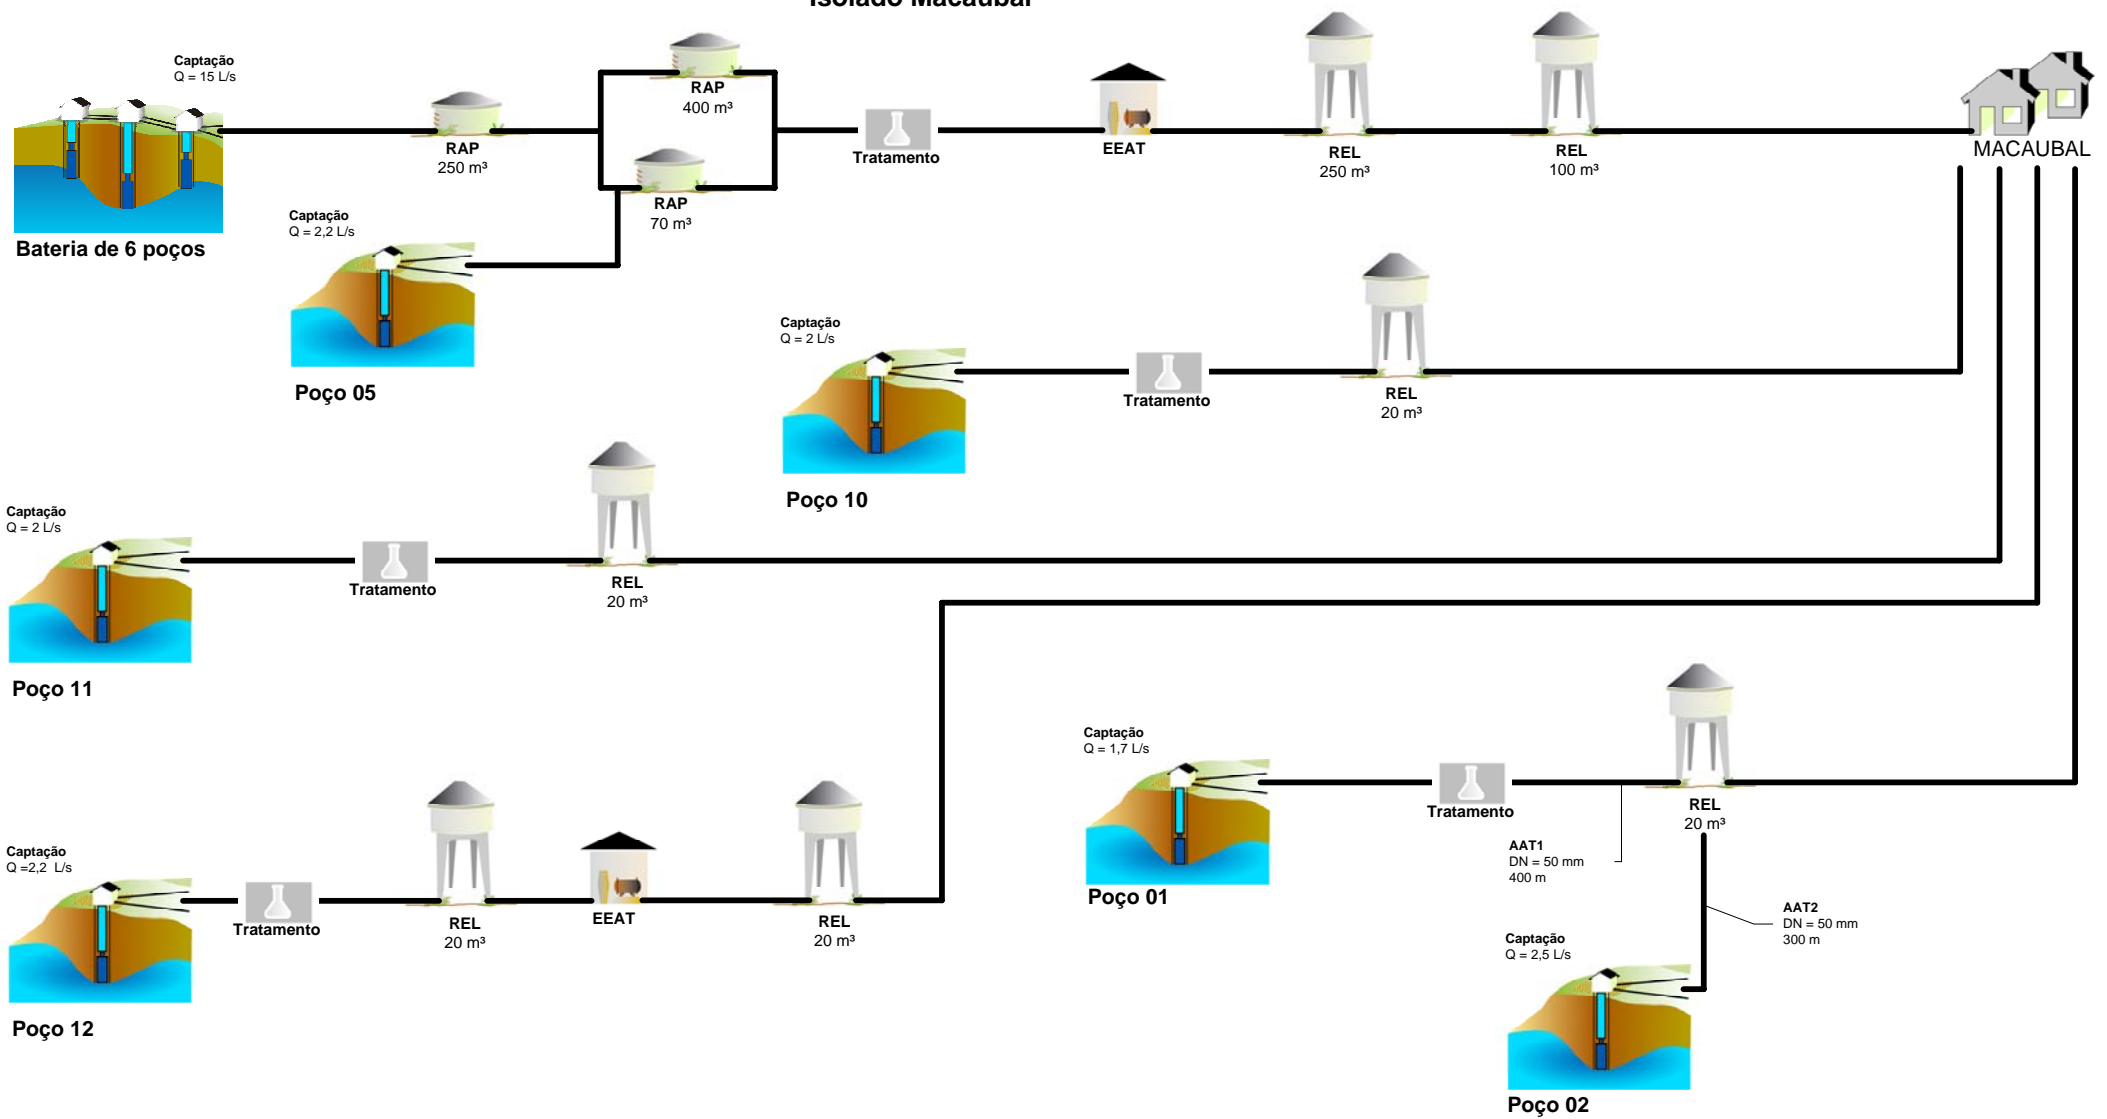 Isolado Macaubal
Captação
Q = 15 L/s
Bateria de 6 poços
RAP
250 m³
RAP
400 m³
RAP
70 m³
Tratamento
EEAT
REL
250 m³
REL
100 m³
MACAUBAL
Captação
Q = 2,2 L/s
Poço 05
Captação
Q = 2 L/s
Poço 10
Tratamento
REL
20 m³
Captação
Q = 2 L/s
Poço 11
Tratamento
REL
20 m³
Captação
Q =2,2 L/s
Poço 12
Tratamento
REL
20 m³
EEAT
REL
20 m³
Captação
Q = 1,7 L/s
Poço 01
Tratamento
AAT1
DN = 50 mm
400 m
REL
20 m³
AAT2
DN = 50 mm
300 m
Captação
Q = 2,5 L/s
Poço 02